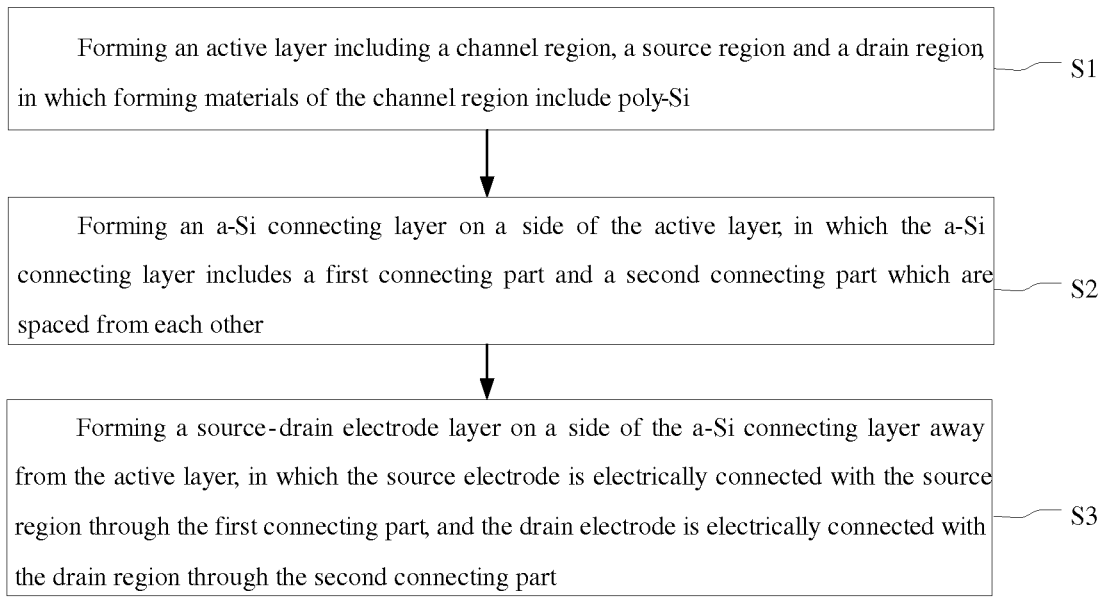 Forming an active layer including a channel region, a source region and a drain region,
in which forming materials of the channel region include poly-Si
S1
Forming an a-Si connecting layer on a side of the active layer, in which the a-Si
connecting layer includes a first connecting part and a second connecting part which are
spaced from each other
S2
Forming a source-drain electrode layer on a side of the a-Si connecting layer away
from the active layer, in which the source electrode is electrically connected with the source
region through the first connecting part, and the drain electrode is electrically connected with
the drain region through the second connecting part
S3